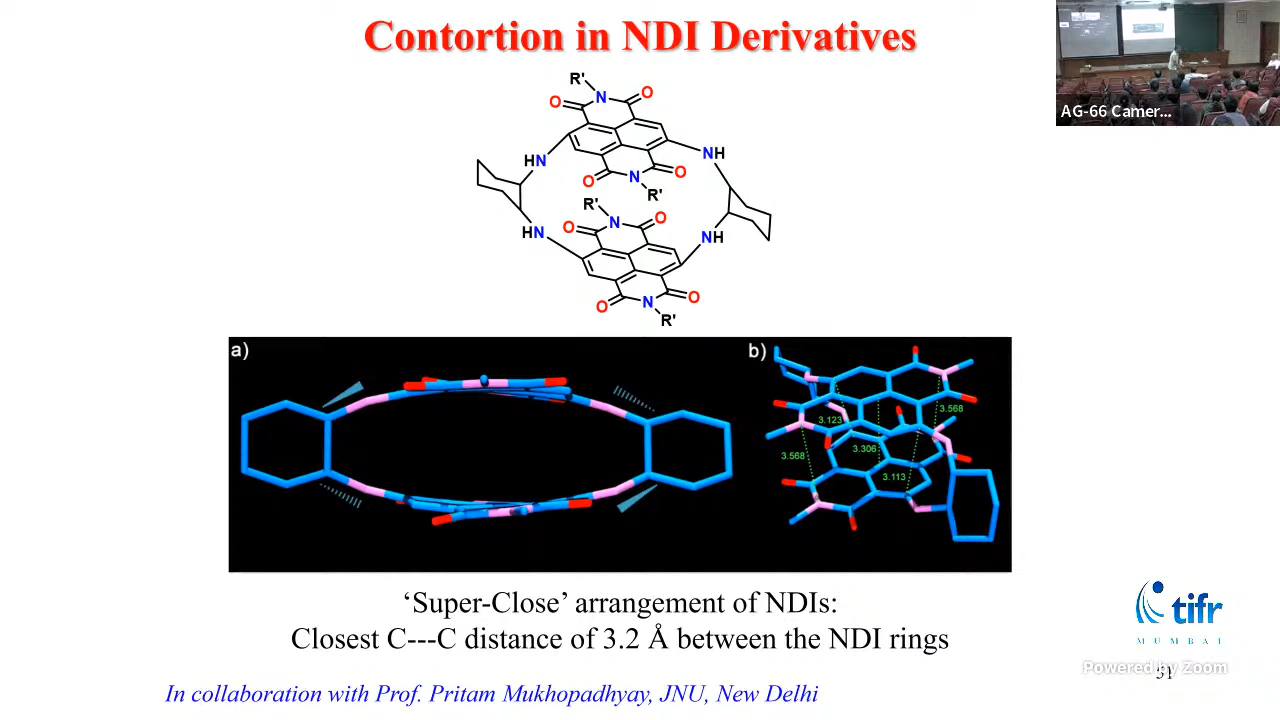 Contortion in NDI Derivatives
AG-66 Camer...
R'
O
N
O
HN
NH
O
N
O
R'
R'
O
N
O
HN
NH
O
N
O
R'
a)
b)
3.123
3.568
3.568
3.306
3.113
'Super-Close' arrangement of NDIs:
Closest C---C distance of 3.2 Å between the NDI rings
tifr
MUMBAI
Powered by Zoom
51
In collaboration with Prof. Pritam Mukhopadhyay, JNU, New Delhi